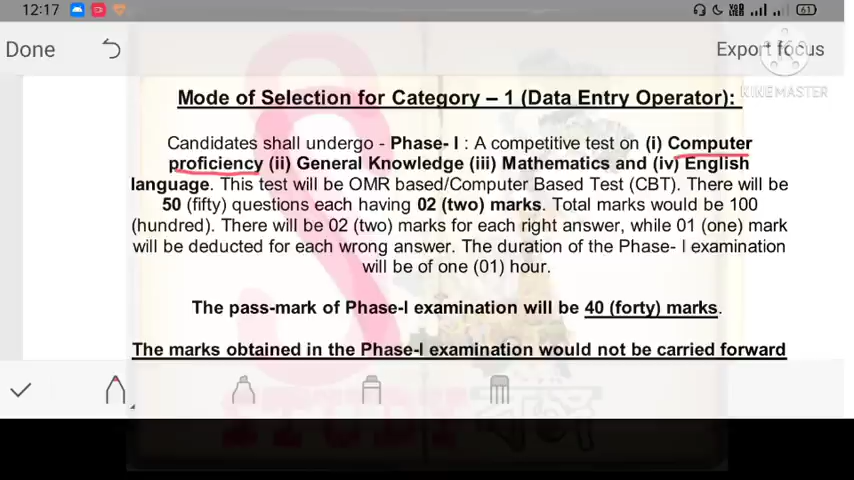 12:17
VoD LTER
61
Done
Export focus
KINEMASTER
Mode of Selection for Category – 1 (Data Entry Operator):
Candidates shall undergo - Phase- I : A competitive test on (i) Computer
proficiency (ii) General Knowledge (iii) Mathematics and (iv) English
language. This test will be OMR based/Computer Based Test (CBT). There will be
50 (fifty) questions each having 02 (two) marks. Total marks would be 100
(hundred). There will be 02 (two) marks for each right answer, while 01 (one) mark
will be deducted for each wrong answer. The duration of the Phase- I examination
will be of one (01) hour.
The pass-mark of Phase-I examination will be 40 (forty) marks.
The marks obtained in the Phase-I examination would not be carried forward
STUDY